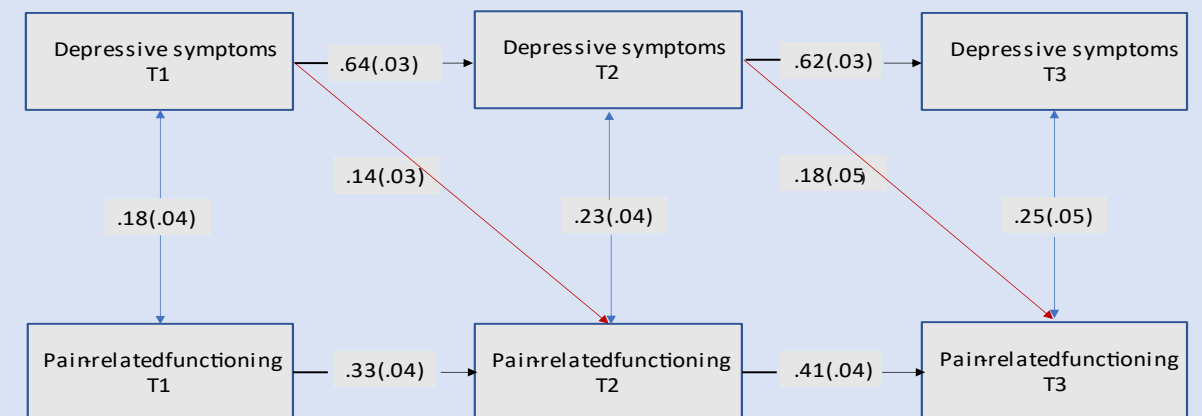 Depressive symptoms
T1
.64(.03)
Depressive symptoms
T2
.62(.03)
Depressive symptoms
T3
.14(.03)
.18(.05)
.18(.04)
.23(.04)
.25(.05)
Pain-relatedfunctioning
T1
.33(.04)
Pain-relatedfunctioning
T2
.41(.04)
Pain-relatedfunctioning
T3